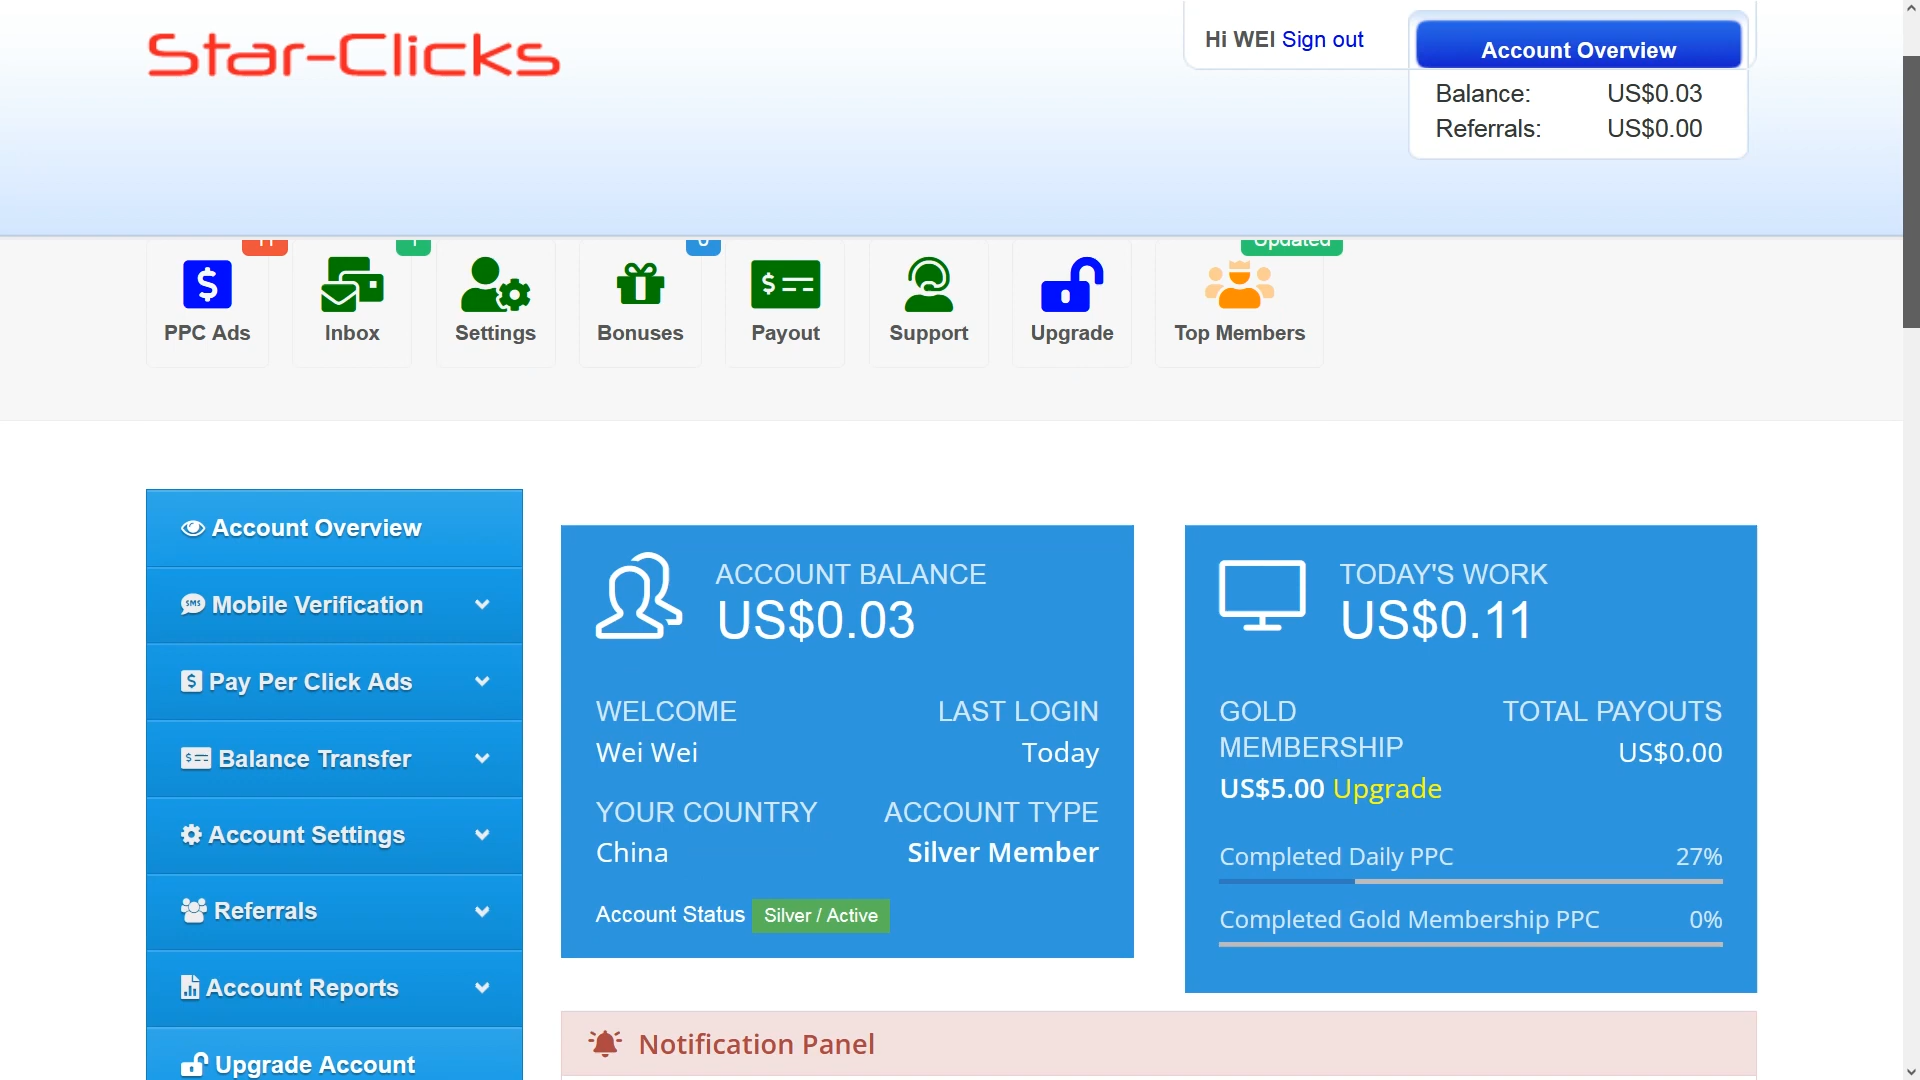 Star-Clicks
Hi WEI Sign out
Account Overview
Balance: US$0.03
Referrals: US$0.00
11
1
Updated
PPC Ads
Inbox
Settings
Bonuses
Payout
Support
Upgrade
Top Members
Account Overview
Mobile Verification
Pay Per Click Ads
Balance Transfer
Account Settings
Referrals
Account Reports
Upgrade Account
ACCOUNT BALANCE
US$0.03
WELCOME LAST LOGIN
Wei Wei Today
YOUR COUNTRY ACCOUNT TYPE
China Silver Member
Account Status Silver / Active
TODAY'S WORK
US$0.11
GOLD MEMBERSHIP
TOTAL PAYOUTS
US$0.00
US$5.00 Upgrade
Completed Daily PPC 27%
Completed Gold Membership PPC 0%
Notification Panel